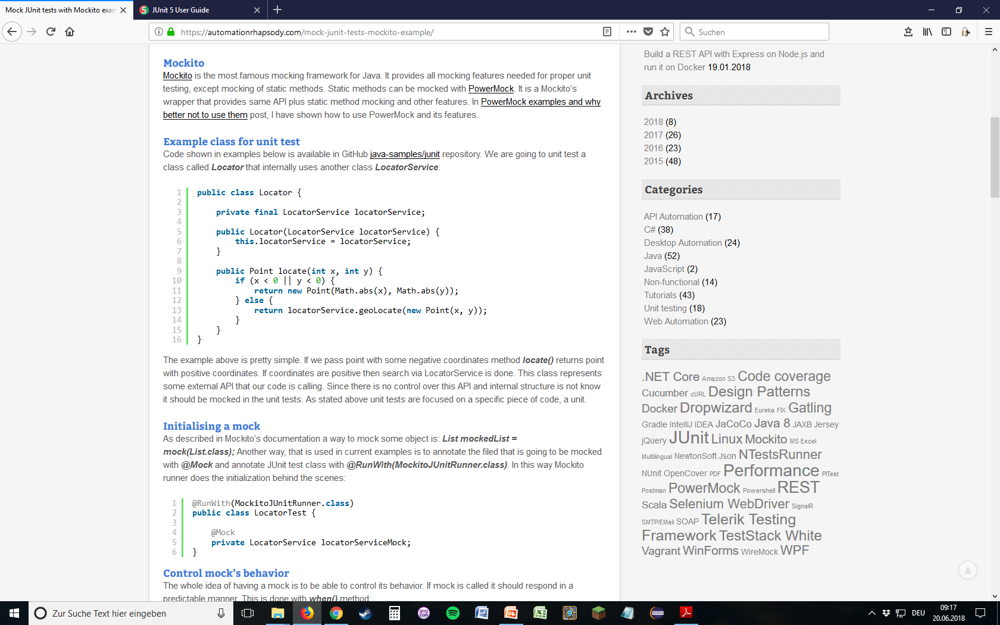 Mock JUnit tests with Mockito exam
JUnit 5 User Guide
https://automationrhapsody.com/mock-junit-tests-mockito-example/
Suchen
Mockito
Mockito is the most famous mocking framework for Java. It provides all mocking features needed for proper unit
testing, except mocking of static methods. Static methods can be mocked with PowerMock. It is a Mockito's
wrapper that provides same API plus static method mocking and other features. In PowerMock examples and why
better not to use them post, I have shown how to use PowerMock and its features.
Example class for unit test
Code shown in examples below is available in GitHub java-samples/junit repository. We are going to unit test a
class called Locator that internally uses another class LocatorService:
1 public class Locator {
2
3     private final LocatorService locatorService;
4
5     public Locator(LocatorService locatorService) {
6         this.locatorService = locatorService;
7     }
8
9     public Point locate(int x, int y) {
10         if (x < 0 || y < 0) {
11             return new Point(Math.abs(x), Math.abs(y));
12         } else {
13             return locatorService.geoLocate(new Point(x, y));
14         }
15     }
16 }
The example above is pretty simple. If we pass point with some negative coordinates method locate() returns point
with positive coordinates. If coordinates are positive then search via LocatorService is done. This class represents
some external API that our code is calling. Since there is no control over this API and internal structure is not know
it should be mocked in the unit tests. As stated above unit tests are focused on a specific piece of code, a unit.
Initialising a mock
As described in Mockito's documentation a way to mock some object is: List mockedList =
mock(List.class); Another way, that is used in current examples is to annotate the filed that is going to be mocked
with @Mock and annotate JUnit test class with @RunWith(MockitoJUnitRunner.class). In this way Mockito
runner does the initialization behind the scenes:
1 @RunWith(MockitoJUnitRunner.class)
2 public class LocatorTest {
3
4     @Mock
5     private LocatorService locatorServiceMock;
6 }
Control mock's behavior
The whole idea of having a mock is to be able to control its behavior. If mock is called it should respond in a
predictable manner. This is done with when() method:
Build a REST API with Express on Node.js and
run it on Docker 19.01.2018
Archives
2018 (8)
2017 (26)
2016 (23)
2015 (48)
Categories
API Automation (17)
C# (38)
Desktop Automation (24)
Java (52)
JavaScript (2)
Non-functional (14)
Tutorials (43)
Unit testing (18)
Web Automation (23)
Tags
.NET Core Amazon S3 Code coverage
Cucumber cURL Design Patterns
Docker Dropwizard Eureka FIX Gatling
Gradle IntelliJ IDEA JaCoCo Java 8 JAXB Jersey
jQuery JUnit Linux Mockito MS Excel
Multilingual NewtonSoft.Json NTestsRunner
NUnit OpenCover PDF Performance PITest
Postman PowerMock Powershell REST
Scala Selenium WebDriver SignalR
SMTP/EMail SOAP Telerik Testing
Framework TestStack White
Vagrant WinForms WireMock WPF
Zur Suche Text hier eingeben
DEU
09:17
20.06.2018